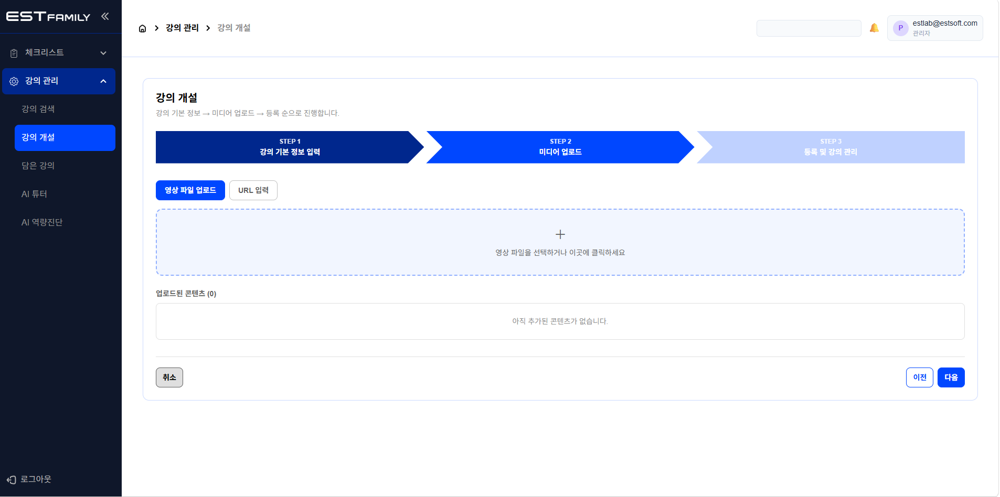 EST FAMILY
체크리스트
강의 관리
강의 검색
강의 개설
담은 강의
AI 튜터
AI 역량진단
로그아웃
강의 관리
강의 개설
P
estlab@estsoft.com
관리자
강의 개설
강의 기본 정보 → 미디어 업로드 → 등록 순으로 진행합니다.
STEP 1
강의 기본 정보 입력
STEP 2
미디어 업로드
STEP 3
등록 및 강의 관리
영상 파일 업로드
URL 입력
영상 파일을 선택하거나 이곳에 클릭하세요
업로드된 콘텐츠 (0)
아직 추가된 콘텐츠가 없습니다.
취소
이전
다음